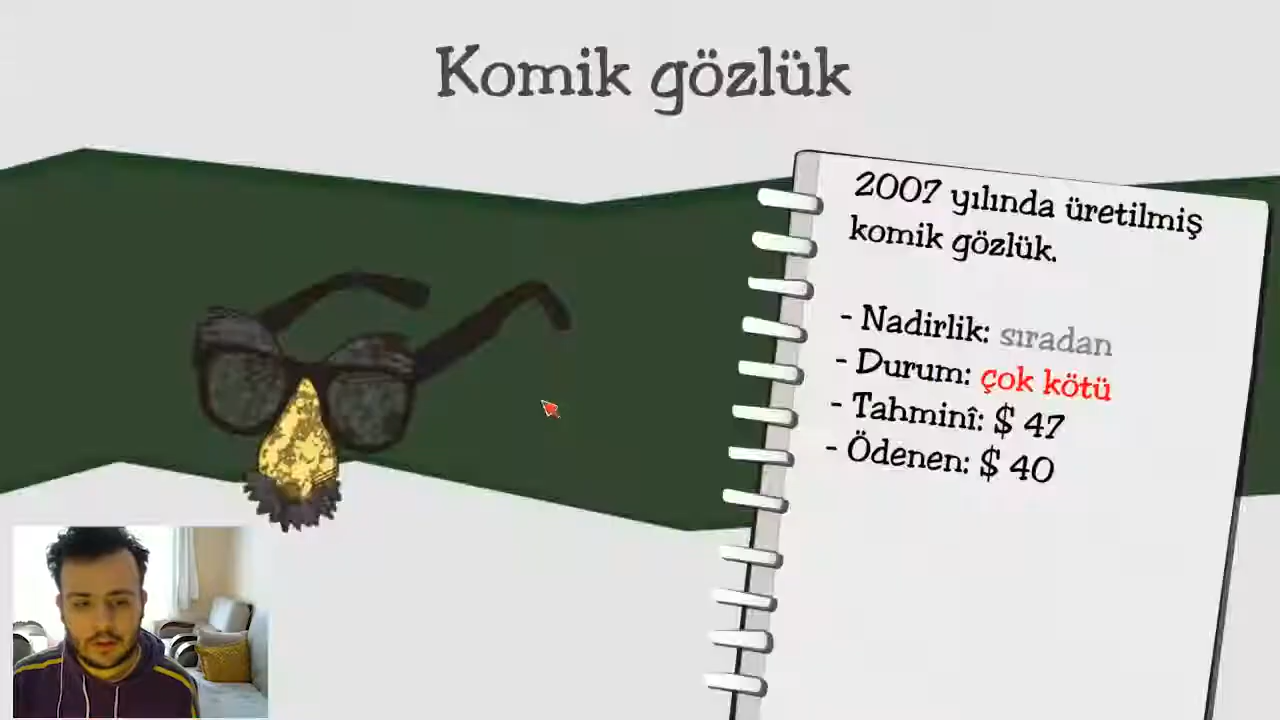 Komik gözlük
2007 yılında üretilmiş
komik gözlük.
- Nadirlik: sıradan
- Durum: çok kötü
- Tahminî: $ 47
- Ödenen: $ 40